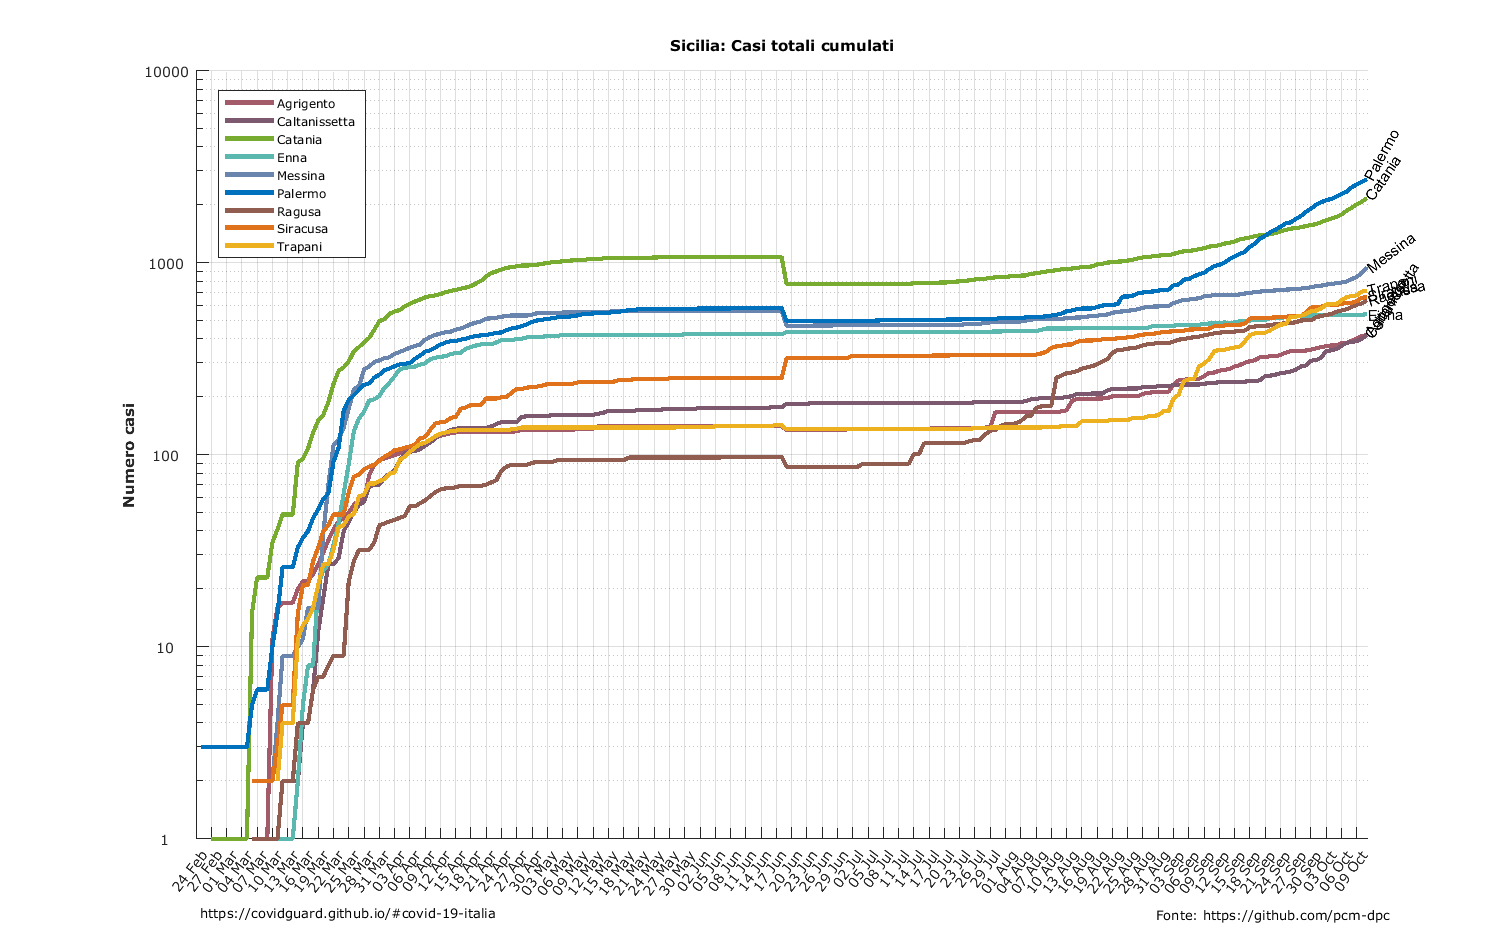 Sicilia: Casi totali cumulati
10000
1000
100
10
1
Numero casi
Agrigento
Caltanissetta
Catania
Enna
Messina
Palermo
Ragusa
Siracusa
Trapani
Palermo
Catania
Messina
Trapani
Siracusa
Ragusa
Enna
Agrigento
Caltanissetta
24 Feb
27 Feb
01 Mar
04 Mar
07 Mar
10 Mar
13 Mar
16 Mar
19 Mar
22 Mar
25 Mar
28 Mar
31 Mar
03 Apr
06 Apr
09 Apr
12 Apr
15 Apr
18 Apr
21 Apr
24 Apr
27 Apr
30 Apr
03 May
06 May
09 May
12 May
15 May
18 May
21 May
24 May
27 May
30 May
02 Jun
05 Jun
08 Jun
11 Jun
14 Jun
17 Jun
20 Jun
23 Jun
26 Jun
29 Jun
02 Jul
05 Jul
08 Jul
11 Jul
14 Jul
17 Jul
20 Jul
23 Jul
26 Jul
29 Jul
01 Aug
04 Aug
07 Aug
10 Aug
13 Aug
16 Aug
19 Aug
22 Aug
25 Aug
28 Aug
31 Aug
03 Sep
06 Sep
09 Sep
12 Sep
15 Sep
18 Sep
21 Sep
24 Sep
27 Sep
30 Sep
03 Oct
06 Oct
09 Oct
https://covidguard.github.io/#covid-19-italia
Fonte: https://github.com/pcm-dpc